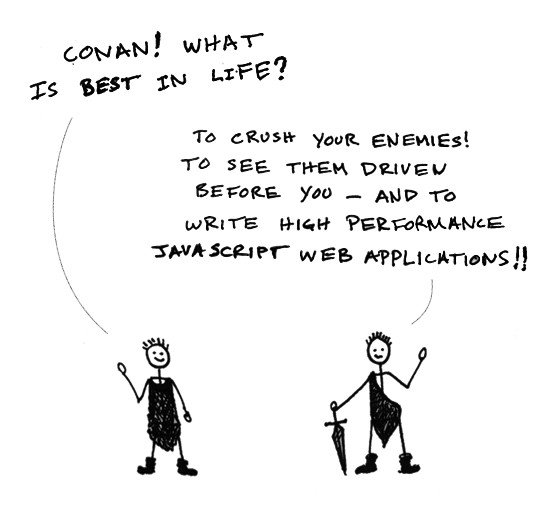 CONAN! WHAT
IS BEST IN LIFE?
TO CRUSH YOUR ENEMIES!
TO SEE THEM DRIVEN
BEFORE YOU – AND TO
WRITE HIGH PERFORMANCE
JAVASCRIPT WEB APPLICATIONS!!